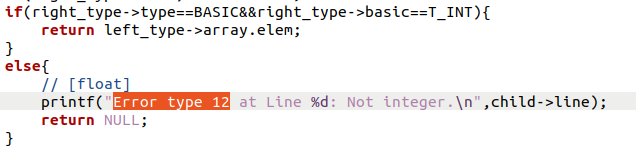 if(right_type->type==BASIC&&right_type->basic==T_INT){
    return left_type->array.elem;
}
else{
    // [float]
    printf("Error type 12 at Line %d: Not integer.\n",child->line);
    return NULL;
}